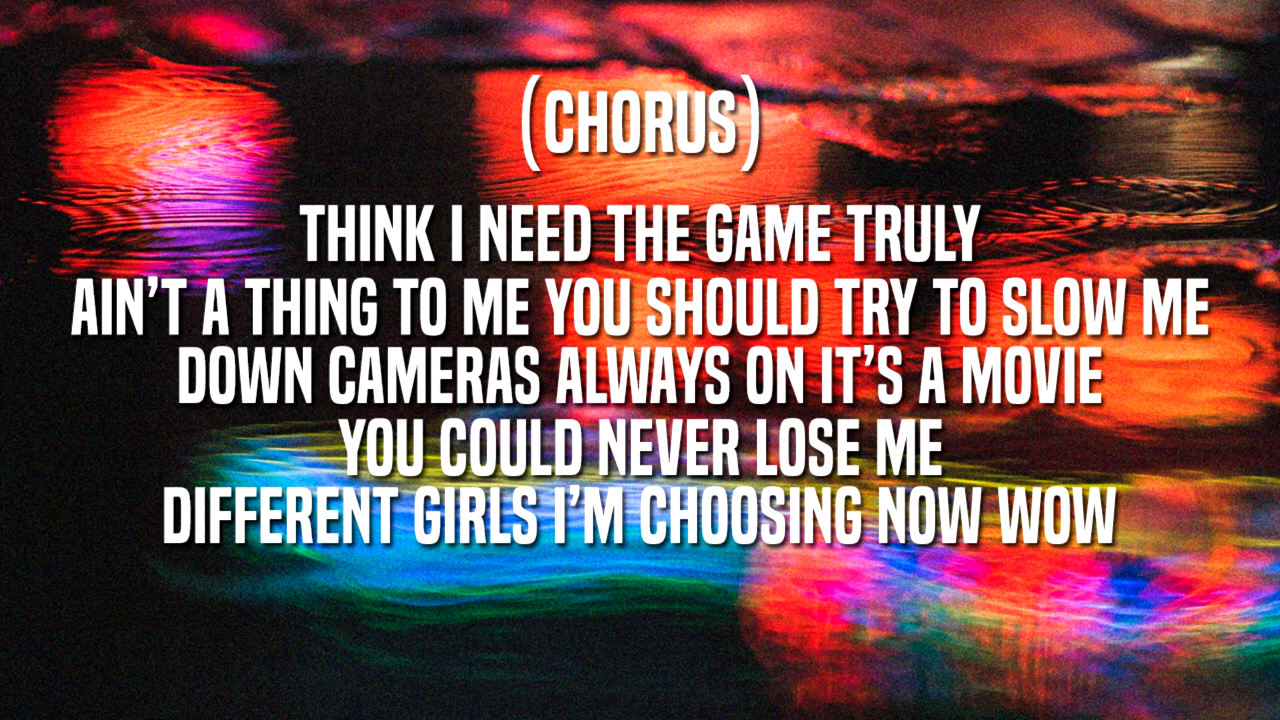 (CHORUS)
THINK I NEED THE GAME TRULY
AIN'T A THING TO ME YOU SHOULD TRY TO SLOW ME
DOWN CAMERAS ALWAYS ON IT'S A MOVIE
YOU COULD NEVER LOSE ME
DIFFERENT GIRLS I'M CHOOSING NOW WOW